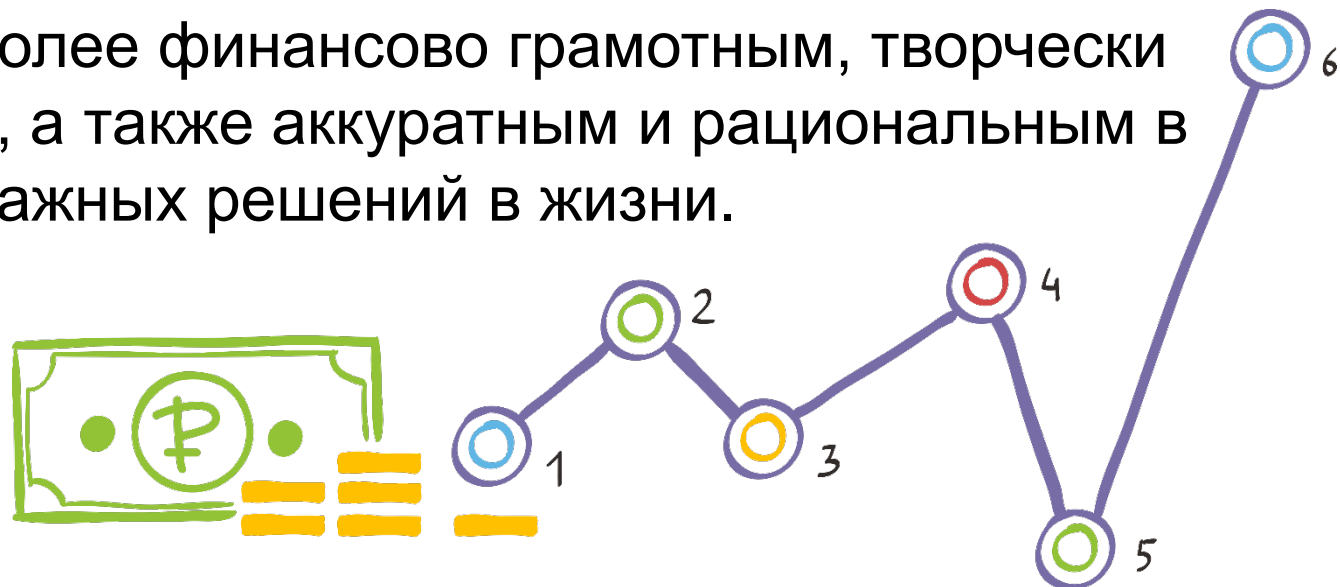 олее финансово грамотным, творчески
, а также аккуратным и рациональным в
ажных решений в жизни.
6
4
2
₽
1
3
5